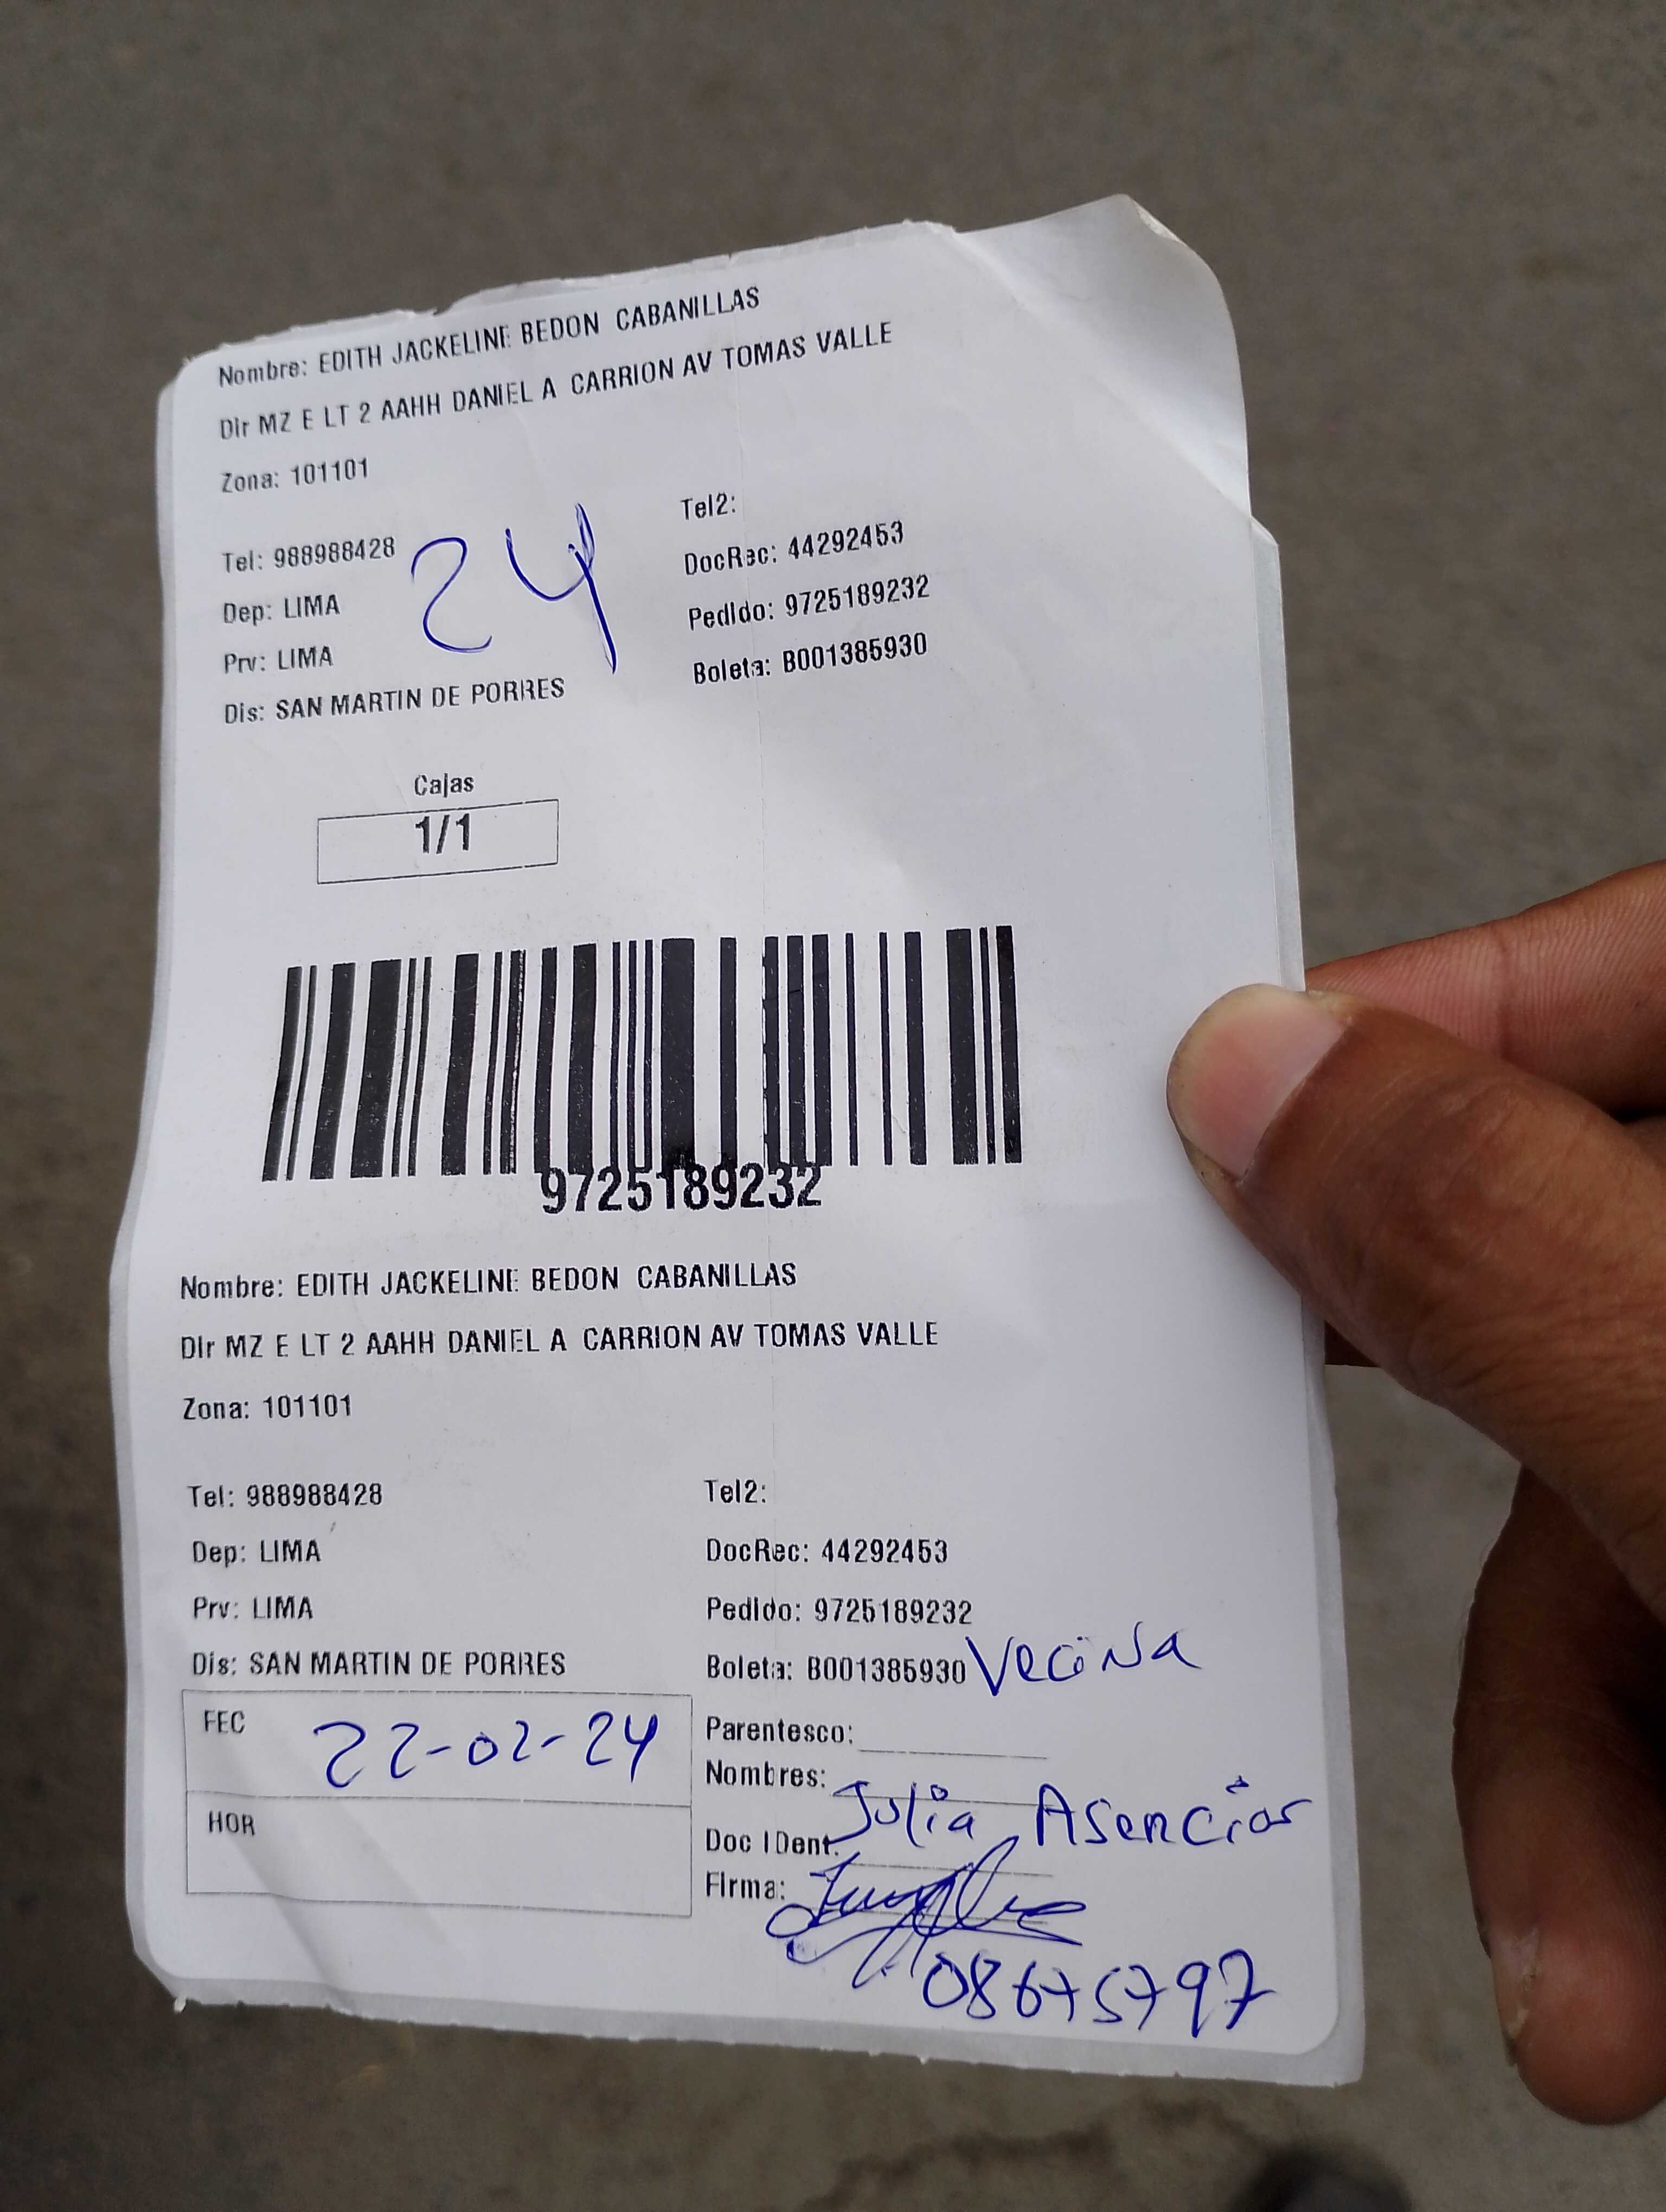 Nombre: EDITH JACKELINE BEDON CABANILLAS
Dir MZ E LT 2 AAHH DANIEL A CARRION AV TOMAS VALLE
Zona: 101101
Tel: 988988428
24
Tel2:
Dep: LIMA
DocRec: 44292453
Prv: LIMA
Pedido: 9725189232
Dis: SAN MARTIN DE PORRES
Boleta: B001385930
Cajas
1/1
9725189232
Nombre: EDITH JACKELINE BEDON CABANILLAS
Dir MZ E LT 2 AAHH DANIEL A CARRION AV TOMAS VALLE
Zona: 101101
Tel: 988988428
Tel2:
Dep: LIMA
DocRec: 44292453
Prv: LIMA
Pedido: 9725189232
Dis: SAN MARTIN DE PORRES
Boleta: B001385930 Vecina
FEC 22-02-24
Parentesco:
Nombres: Julia Asencios
HOR
Doc IDent:
Firma:
08675797